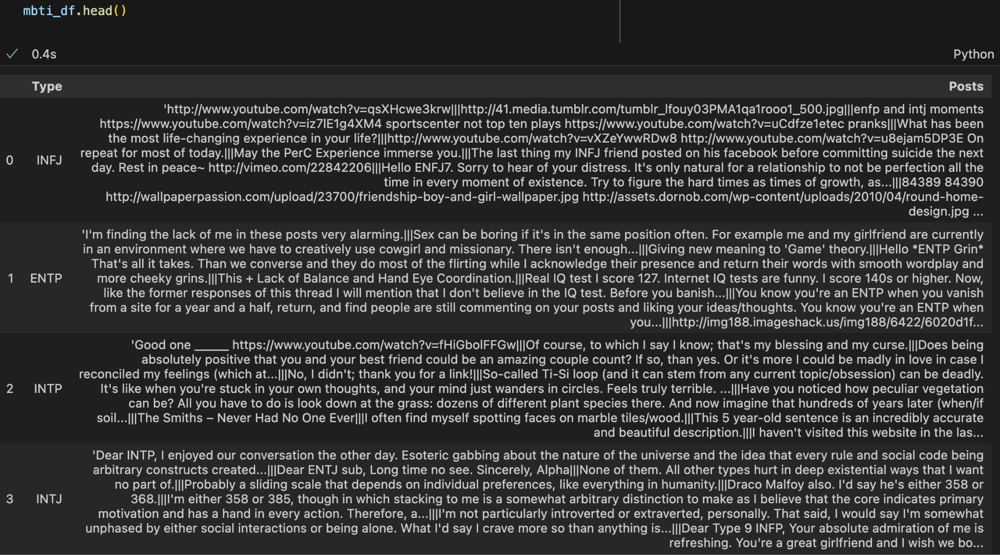 mbti_df.head()
0.4s
Python
Type Posts
'http://www.youtube.com/watch?v=qsXHcwe3krw|||http://41.media.tumblr.com/tumblr_lfouy03PMA1qa1rooo1_500.jpg|||enfp and intj moments
https://www.youtube.com/watch?v=iz7lE1g4XM4 sportscenter not top ten plays https://www.youtube.com/watch?v=uCdfze1etec pranks|||What has been
the most life-changing experience in your life?|||http://www.youtube.com/watch?v=vXZeYwwRDw8 http://www.youtube.com/watch?v=u8ejam5DP3E On
repeat for most of today.|||May the PerC Experience immerse you.|||The last thing my INFJ friend posted on his facebook before committing suicide the next
0 INFJ
day. Rest in peace~ http://vimeo.com/22842206|||Hello ENFJ7. Sorry to hear of your distress. It's only natural for a relationship to not be perfection all the
time in every moment of existence. Try to figure the hard times as times of growth, as...|||84389 84390
http://wallpaperpassion.com/upload/23700/friendship-boy-and-girl-wallpaper.jpg http://assets.dornob.com/wp-content/uploads/2010/04/round-home-
design.jpg ...
'I'm finding the lack of me in these posts very alarming.|||Sex can be boring if it's in the same position often. For example me and my girlfriend are currently
in an environment where we have to creatively use cowgirl and missionary. There isn't enough...|||Giving new meaning to 'Game' theory.|||Hello *ENTP Grin*
That's all it takes. Than we converse and they do most of the flirting while I acknowledge their presence and return their words with smooth wordplay and
1 ENTP more cheeky grins.|||This + Lack of Balance and Hand Eye Coordination.|||Real IQ test I score 127. Internet IQ tests are funny. I score 140s or higher. Now,
like the former responses of this thread I will mention that I don't believe in the IQ test. Before you banish...|||You know you're an ENTP when you vanish
from a site for a year and a half, return, and find people are still commenting on your posts and liking your ideas/thoughts. You know you're an ENTP when
you...|||http://img188.imageshack.us/img188/6422/6020d1f...
'Good one _____ https://www.youtube.com/watch?v=fHiGbolFFGw|||Of course, to which I say I know; that's my blessing and my curse.|||Does being
absolutely positive that you and your best friend could be an amazing couple count? If so, than yes. Or it's more I could be madly in love in case I
reconciled my feelings (which at...|||No, I didn't; thank you for a link!|||So-called Ti-Si loop (and it can stem from any current topic/obsession) can be deadly.
2 INTP It's like when you're stuck in your own thoughts, and your mind just wanders in circles. Feels truly terrible. ...|||Have you noticed how peculiar vegetation
can be? All you have to do is look down at the grass: dozens of different plant species there. And now imagine that hundreds of years later (when/if
soil...|||The Smiths – Never Had No One Ever|||I often find myself spotting faces on marble tiles/wood.|||This 5 year-old sentence is an incredibly accurate
and beautiful description.|||I haven't visited this website in the las...
'Dear INTP, I enjoyed our conversation the other day. Esoteric gabbing about the nature of the universe and the idea that every rule and social code being
arbitrary constructs created...|||Dear ENTJ sub, Long time no see. Sincerely, Alpha|||None of them. All other types hurt in deep existential ways that I want
no part of.|||Probably a sliding scale that depends on individual preferences, like everything in humanity.|||Draco Malfoy also. I'd say he's either 358 or
3 INTJ 368.|||I'm either 358 or 385, though in which stacking to me is a somewhat arbitrary distinction to make as I believe that the core indicates primary
motivation and has a hand in every action. Therefore, a...|||I'm not particularly introverted or extraverted, personally. That said, I would say I'm somewhat
unphased by either social interactions or being alone. What I'd say I crave more so than anything is...|||Dear Type 9 INFP, Your absolute admiration of me is
refreshing. You're a great girlfriend and I wish we bo...